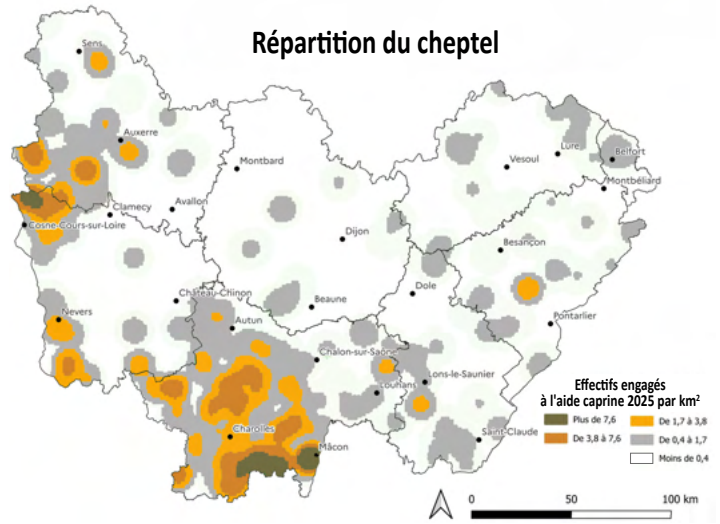 Répartition du cheptel
Sens
Auxerre
Montbard
Vesoul
Lure
Belfort
Montbéliard
Clamecy
Avallon
Cosne-Cours-sur-Loire
Dijon
Besançon
Château-Chinon
Dole
Nevers
Beaune
Autun
Pontarlier
Chalon-sur-Saône
Louhans
Lons-le-Saunier
Charolles
Mâcon
Saint-Claude
Effectifs engagés
à l'aide caprine 2025 par km²
Plus de 7,6
De 1,7 à 3,8
De 3,8 à 7,6
De 0,4 à 1,7
Moins de 0,4
0 50 100 km